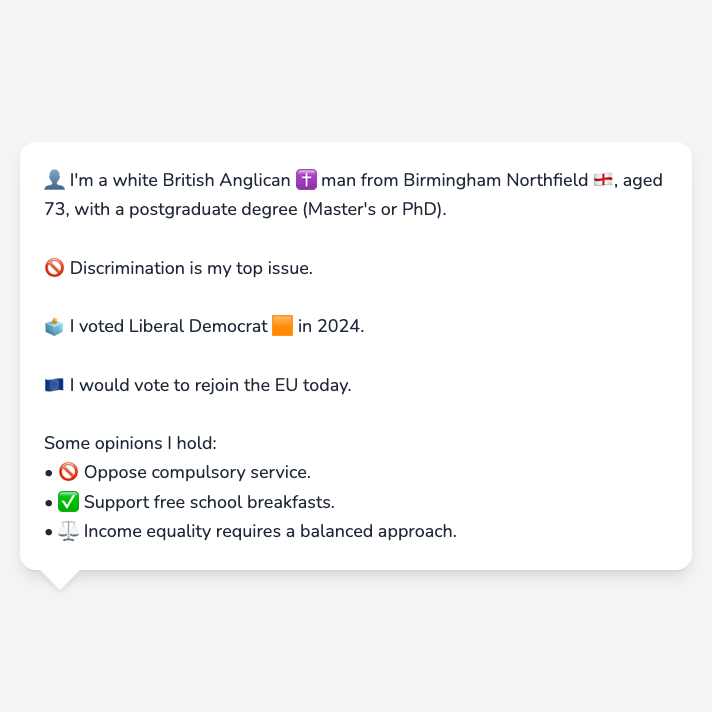 👤 I'm a white British Anglican ✝️ man from Birmingham Northfield 🏴󠁧󠁢󠁥󠁮󠁧󠁿, aged
73, with a postgraduate degree (Master's or PhD).
🚫 Discrimination is my top issue.
🗳️ I voted Liberal Democrat 🟧 in 2024.
🇪🇺 I would vote to rejoin the EU today.
Some opinions I hold:
• 🚫 Oppose compulsory service.
• ✅ Support free school breakfasts.
• ⚖️ Income equality requires a balanced approach.